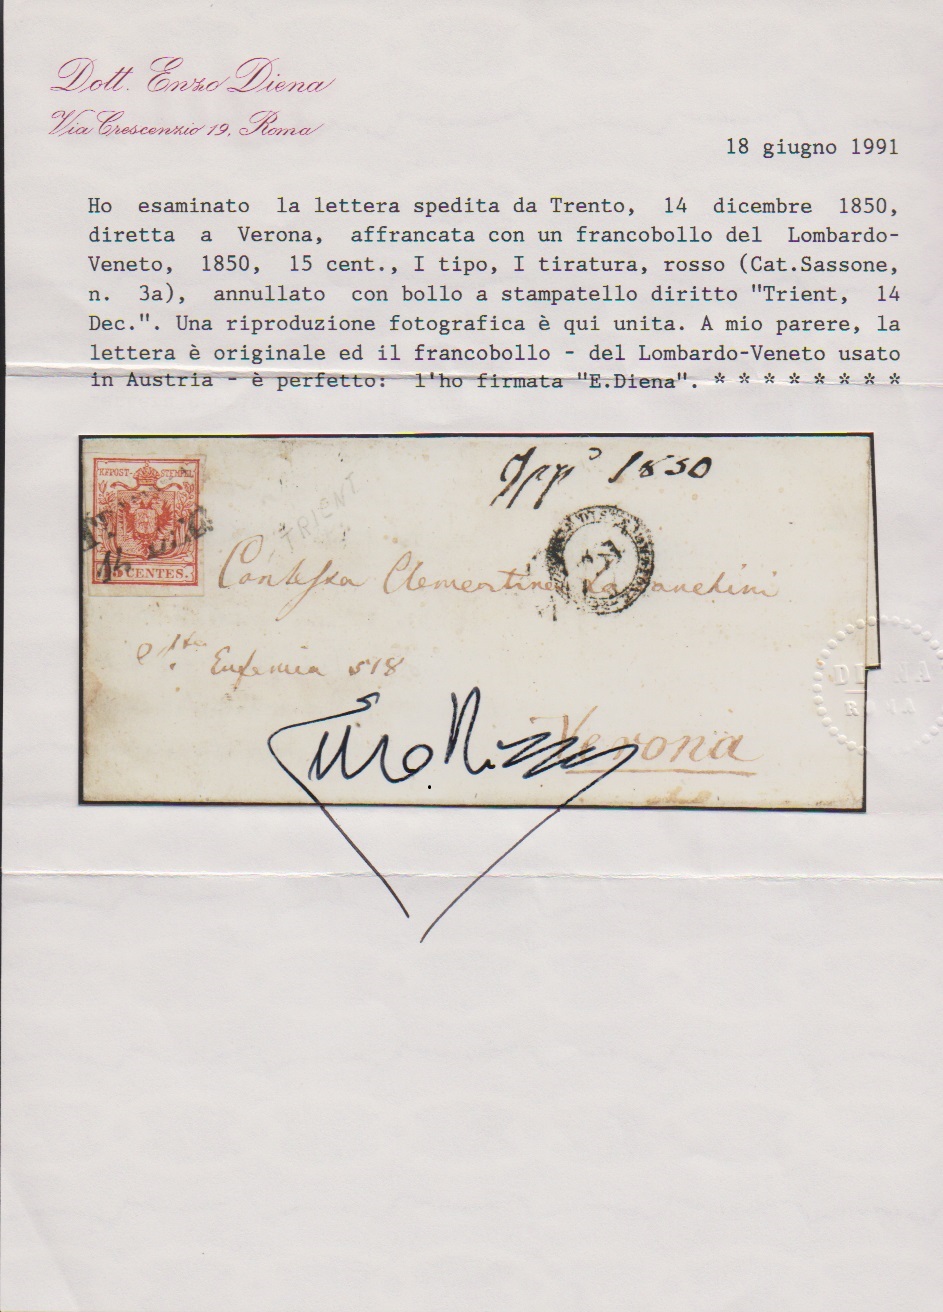 Dott. Enzo Diena
Via Crescenzio 19, Roma
18 giugno 1991
Ho esaminato la lettera spedita da Trento, 14 dicembre 1850,
diretta a Verona, affrancata con un francobollo del Lombardo-
Veneto, 1850, 15 cent., I tipo, I tiratura, rosso (Cat.Sassone,
n. 3a), annullato con bollo a stampatello diritto "Trient, 14
Dec.". Una riproduzione fotografica è qui unita. A mio parere, la
lettera è originale ed il francobollo - del Lombardo-Veneto usato
in Austria - è perfetto: l'ho firmata "E.Diena". * * * * * * * *
1850
KKPOST-STEMPEL
14 DEC.
15 CENTES.
TRIENT
Contessa Clementina
Eufemia 518
Verona
ROMA